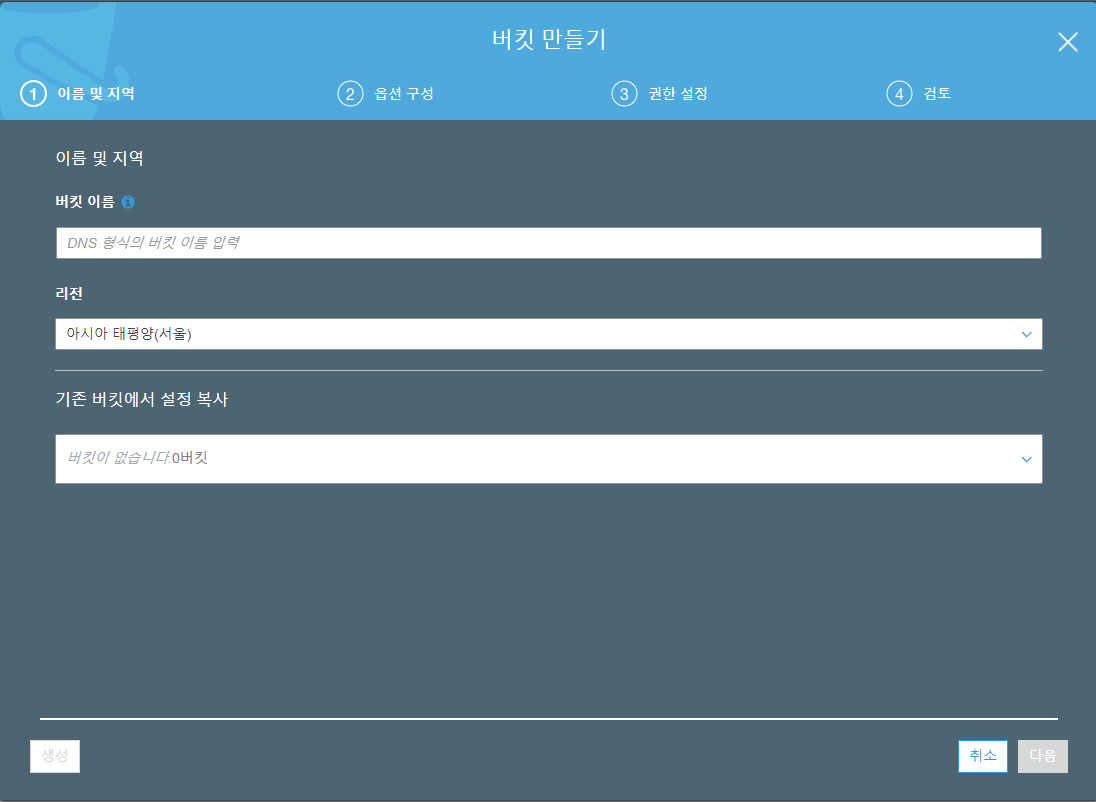 버킷 만들기
1 이름 및 지역 2 옵션 구성 3 권한 설정 4 검토
이름 및 지역
버킷 이름
DNS 형식의 버킷 이름 입력
리전
아시아 태평양(서울)
기존 버킷에서 설정 복사
버킷이 없습니다.0버킷
생성 취소 다음